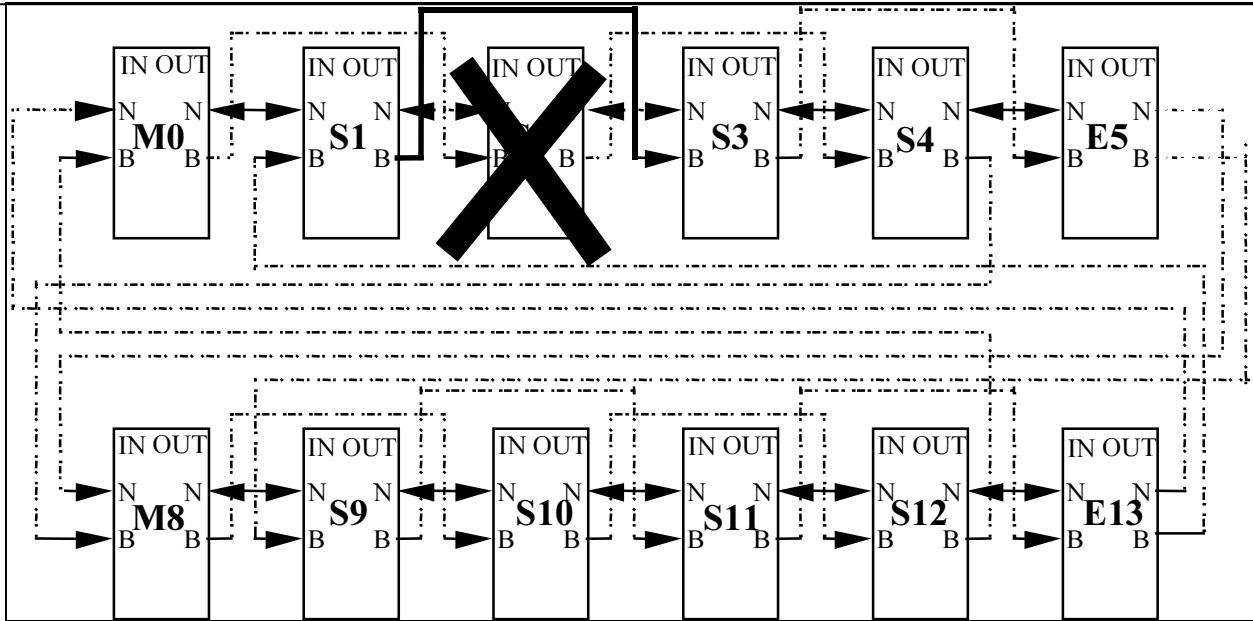 IN OUT IN OUT IN OUT IN OUT IN OUT IN OUT
N N N N N N N N N N N
M0 S1 S3 S4 E5
B B B B B B B B B B B B
IN OUT IN OUT IN OUT IN OUT IN OUT IN OUT
N N N N N N N N N N N N
M8 S9 S10 S11 S12 E13
B B B B B B B B B B B B